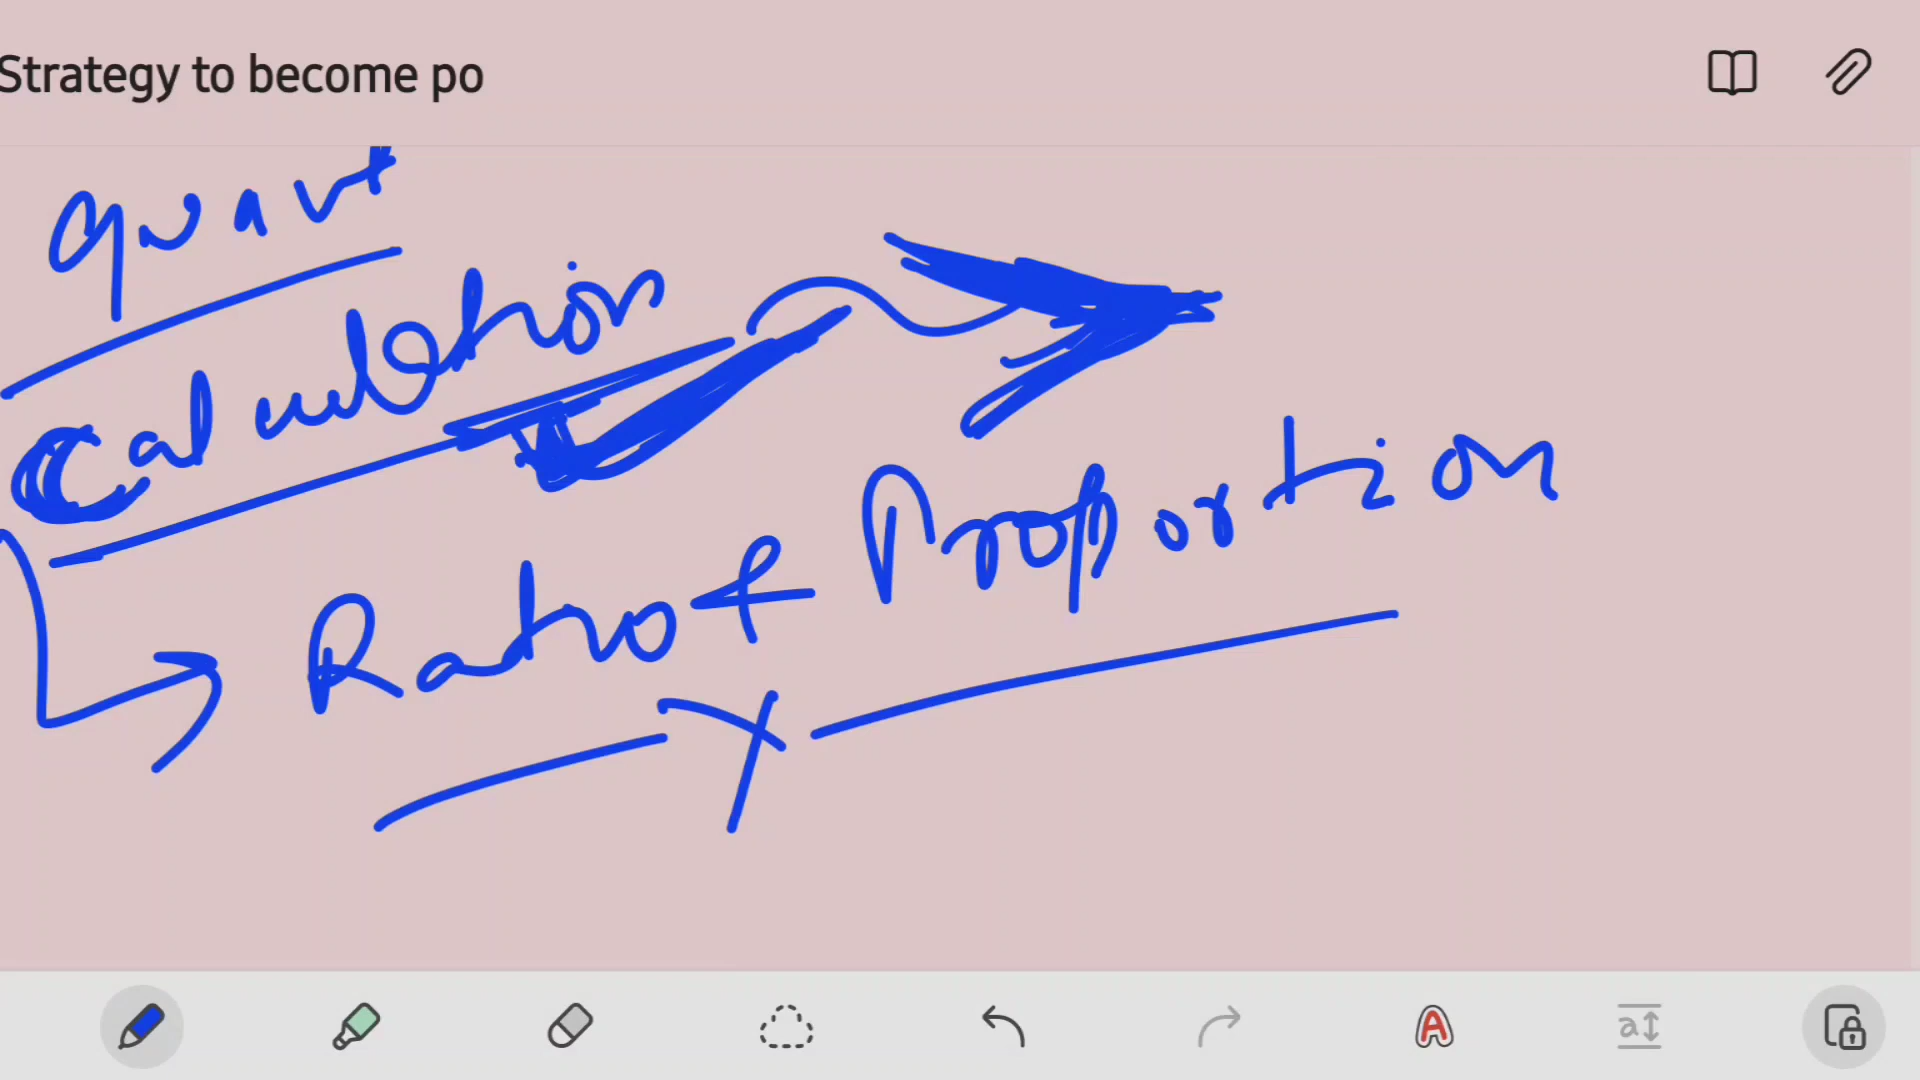 Strategy to become po
quant
Calculation
Ratio & Proportion